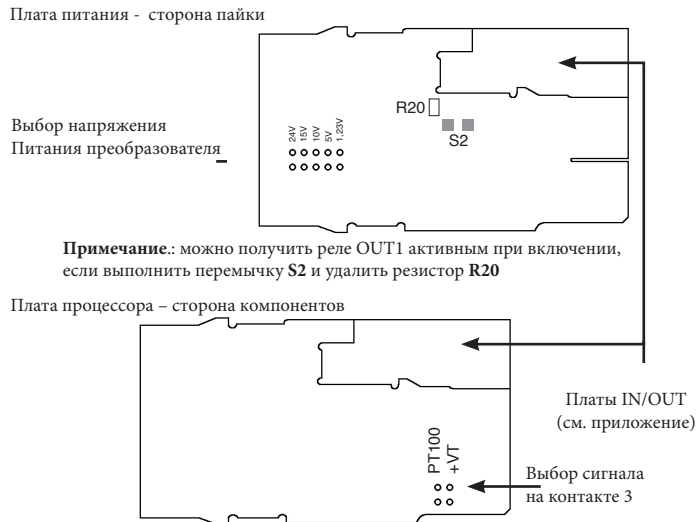 Плата питания - сторона пайки
R20
S2
Выбор напряжения
Питания преобразователя
24V
15V
10V
5V
1,23V
Примечание.: можно получить реле OUT1 активным при включении,
если выполнить перемычку S2 и удалить резистор R20
Плата процессора – сторона компонентов
Платы IN/OUT
(см. приложение)
PT100
+VT
Выбор сигнала
на контакте 3